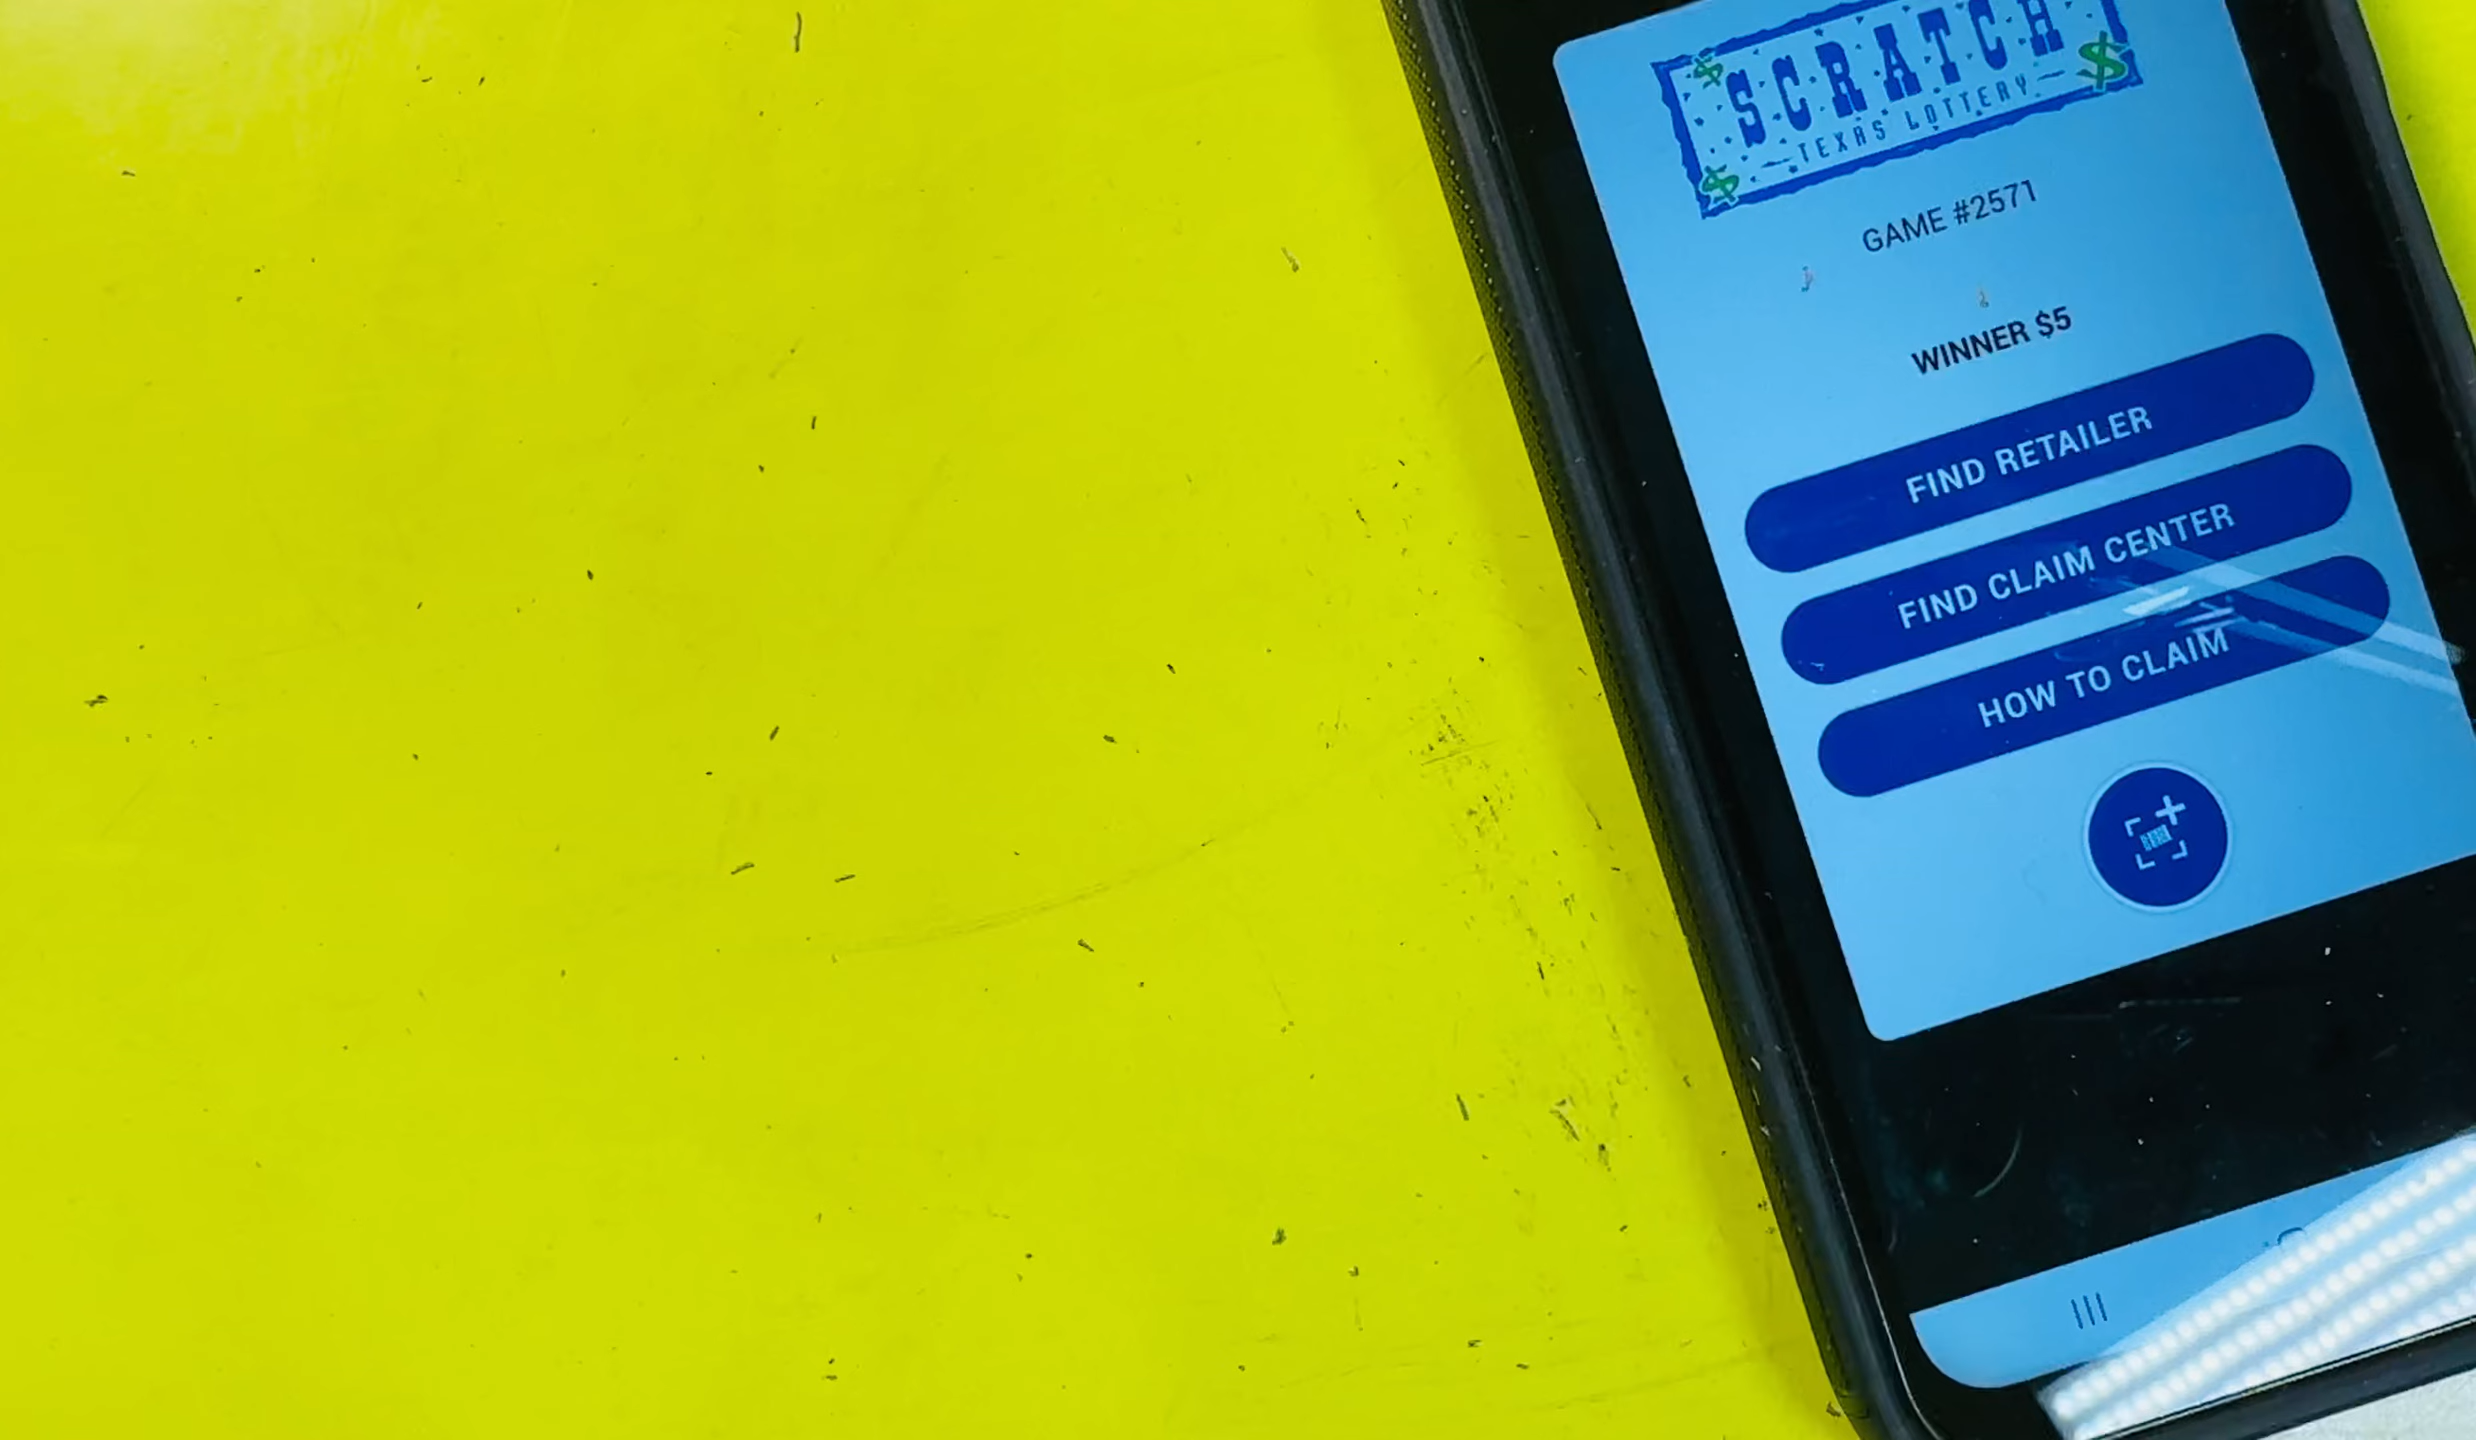 SCRATCH
TEXAS LOTTERY
GAME #2571
WINNER $5
FIND RETAILER
FIND CLAIM CENTER
HOW TO CLAIM